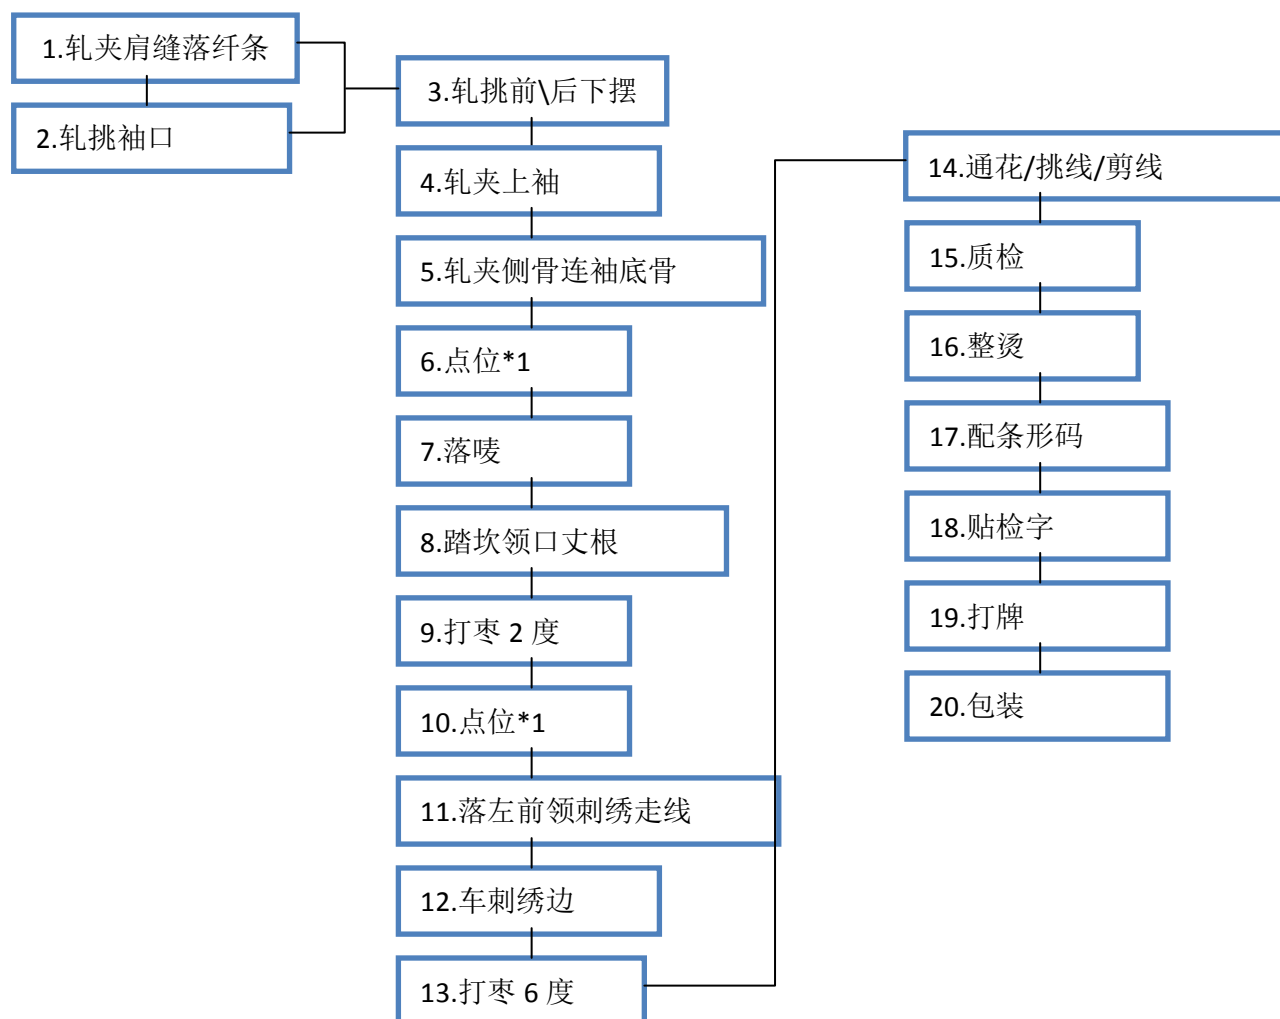 1.轧夹肩缝落纤条
2.轧挑袖口
3.轧挑前\后下摆
4.轧夹上袖
5.轧夹侧骨连袖底骨
6.点位*1
7.落唛
8.踏坎领口丈根
9.打枣 2 度
10.点位*1
11.落左前领刺绣走线
12.车刺绣边
13.打枣 6 度
14.通花/挑线/剪线
15.质检
16.整烫
17.配条形码
18.贴检字
19.打牌
20.包装